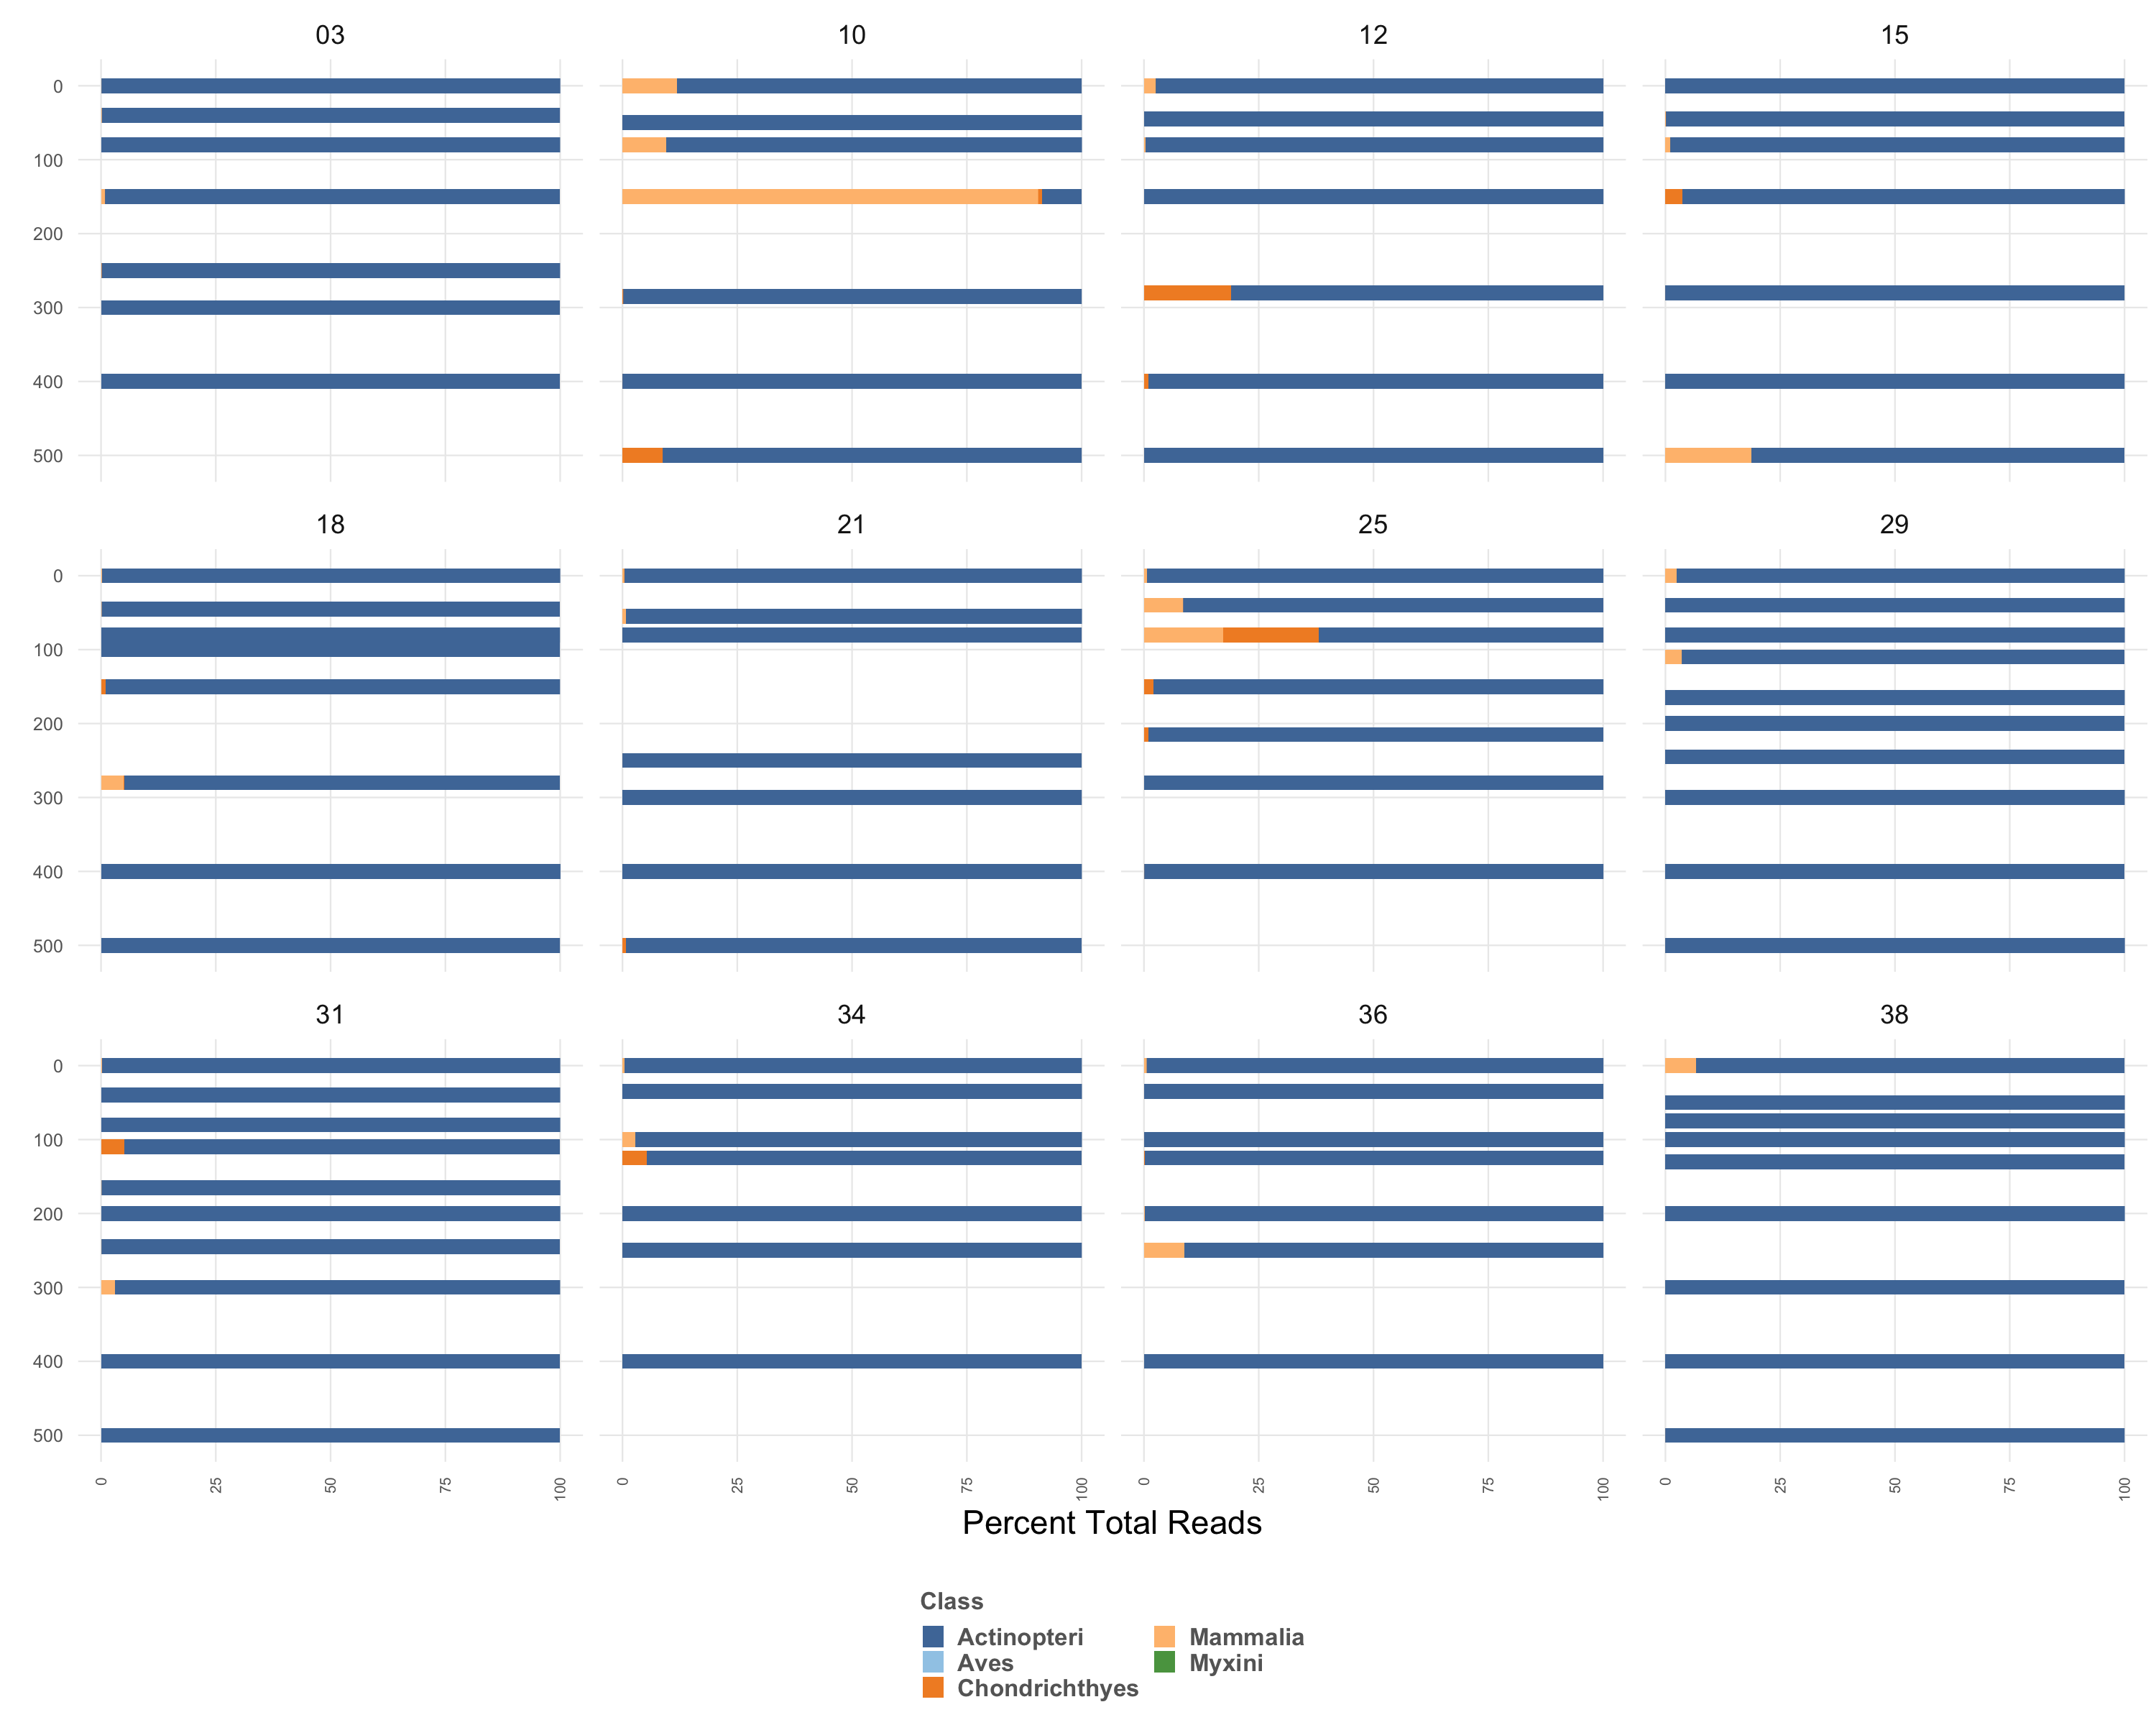 03 10 12 15
0
100
200
300
400
500
18 21 25 29
0
100
200
300
400
500
31 34 36 38
0
100
200
300
400
500
0 25 50 75 100 0 25 50 75 100 0 25 50 75 100 0 25 50 75 100
Percent Total Reads
Class
Actinopteri Mammalia
Aves Myxini
Chondrichthyes